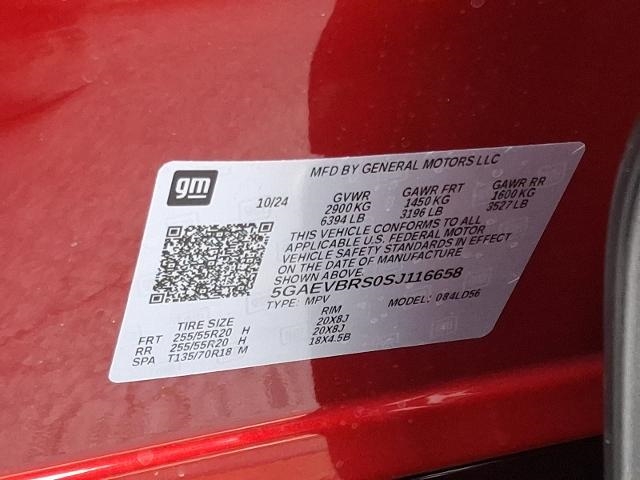 gm
MFD BY GENERAL MOTORS LLC
10/24 GVWR GAWR FRT GAWR RR
2900 KG 1450 KG 1600 KG
6394 LB 3196 LB 3527 LB
THIS VEHICLE CONFORMS TO ALL
APPLICABLE U.S. FEDERAL MOTOR
VEHICLE SAFETY STANDARDS IN EFFECT
ON THE DATE OF MANUFACTURE
SHOWN ABOVE.
5GAEVBRS0SJ116658
TYPE: MPV MODEL: 084LD56
TIRE SIZE RIM
FRT 255/55R20 H 20X8J
RR 255/55R20 H 20X8J
SPA T135/70R18 M 18X4.5B